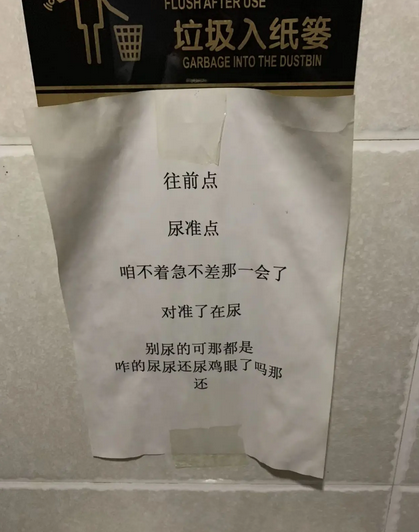 FLUSH AFTER USE
垃圾入纸篓
GARBAGE INTO THE DUSTBIN
往前点
尿准点
咱不着急不差那一会了
对准了在尿
别尿的可那都是
咋的尿尿还尿鸡眼了吗那
还